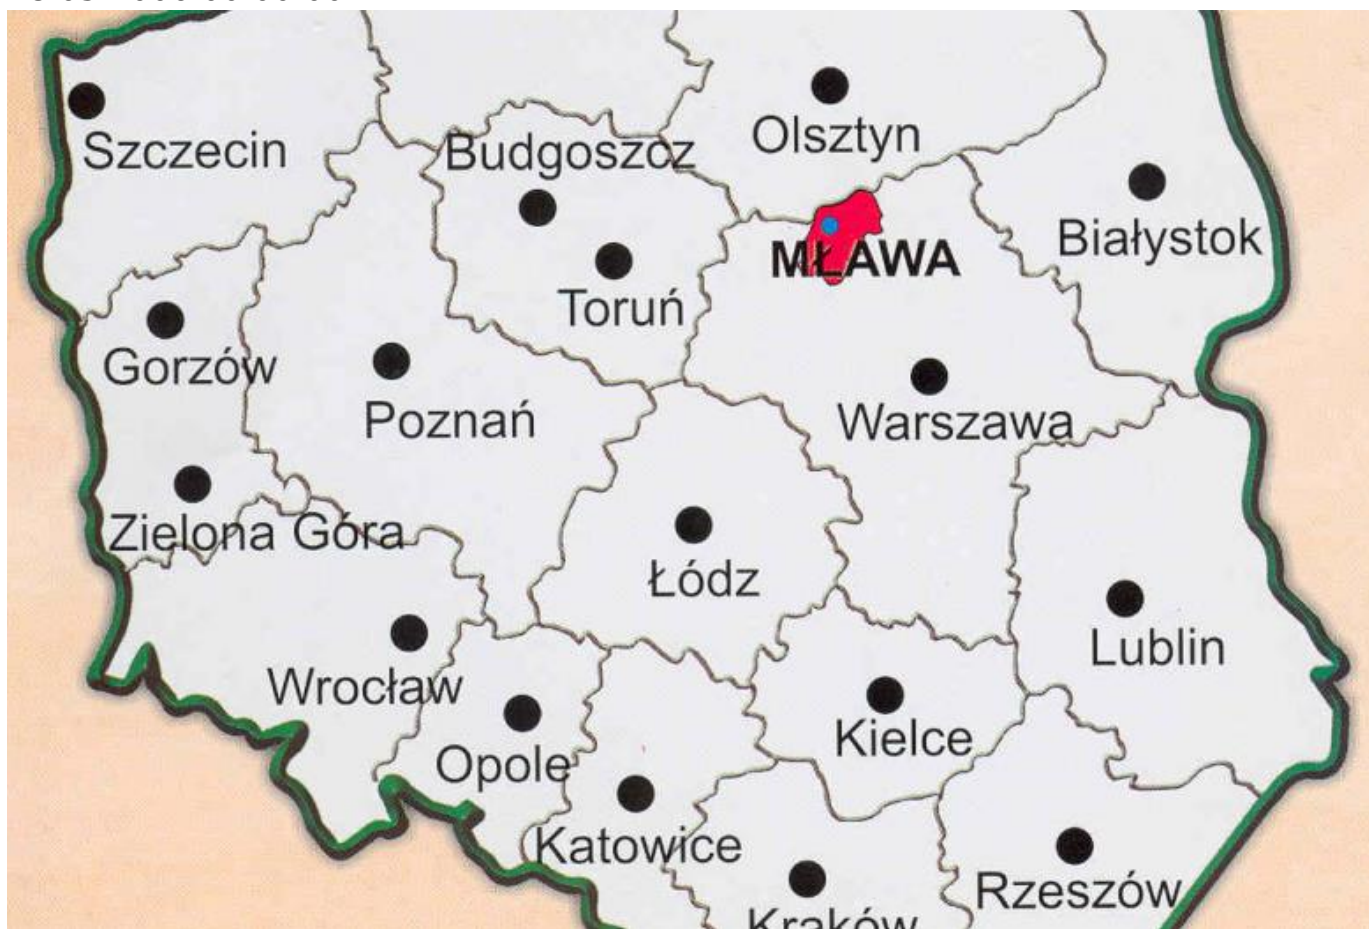 Olsztyn
Szczecin
Budgoszcz
Białystok
MŁAWA
Toruń
Gorzów
Poznań
Warszawa
Zielona Góra
Łódz
Lublin
Wrocław
Kielce
Opole
Katowice
Rzeszów
Kraków